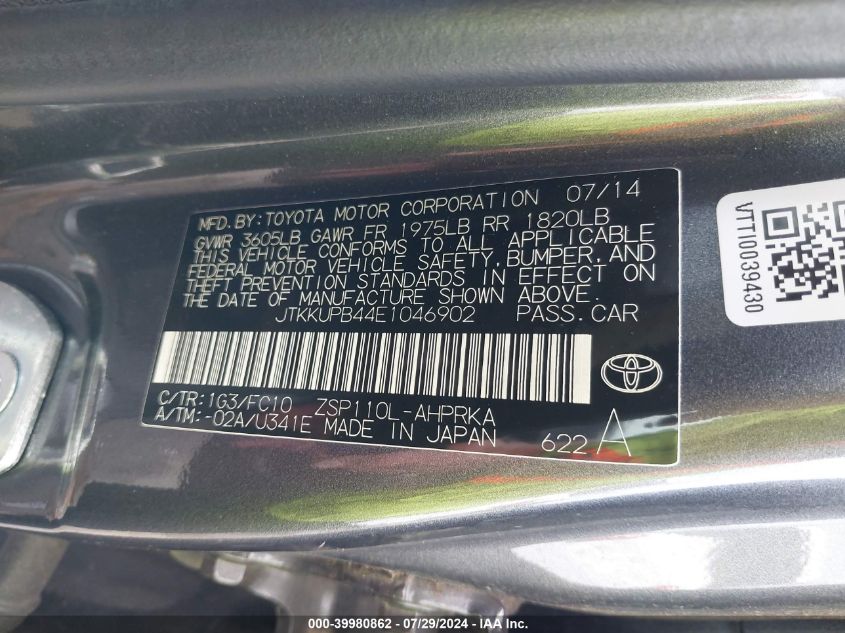 MFD.BY:TOYOTA MOTOR CORPORATION 07/14
GVWR 3605LB GAWR FR 1975LB RR 1820LB
THIS VEHICLE CONFORMS TO ALL APPLICABLE
FEDERAL MOTOR VEHICLE SAFETY,BUMPER,AND
THEFT PREVENTION STANDARDS IN EFFECT ON
THE DATE OF MANUFACTURE SHOWN ABOVE.
JTKKUPB44E1046902 PASS.CAR
C/TR:1G3/FC10 ZSP110L-AHPRKA
A/TM:-02A/U341E MADE IN JAPAN 622 A
VTTI0039430
000-39980862 - 07/29/2024 - IAA Inc.